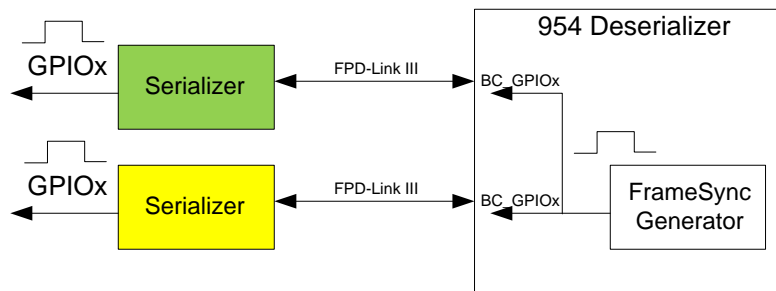 954 Deserializer
GPIOx
Serializer
FPD-Link III
BC_GPIOx
GPIOx
Serializer
FPD-Link III
BC_GPIOx
FrameSync
Generator